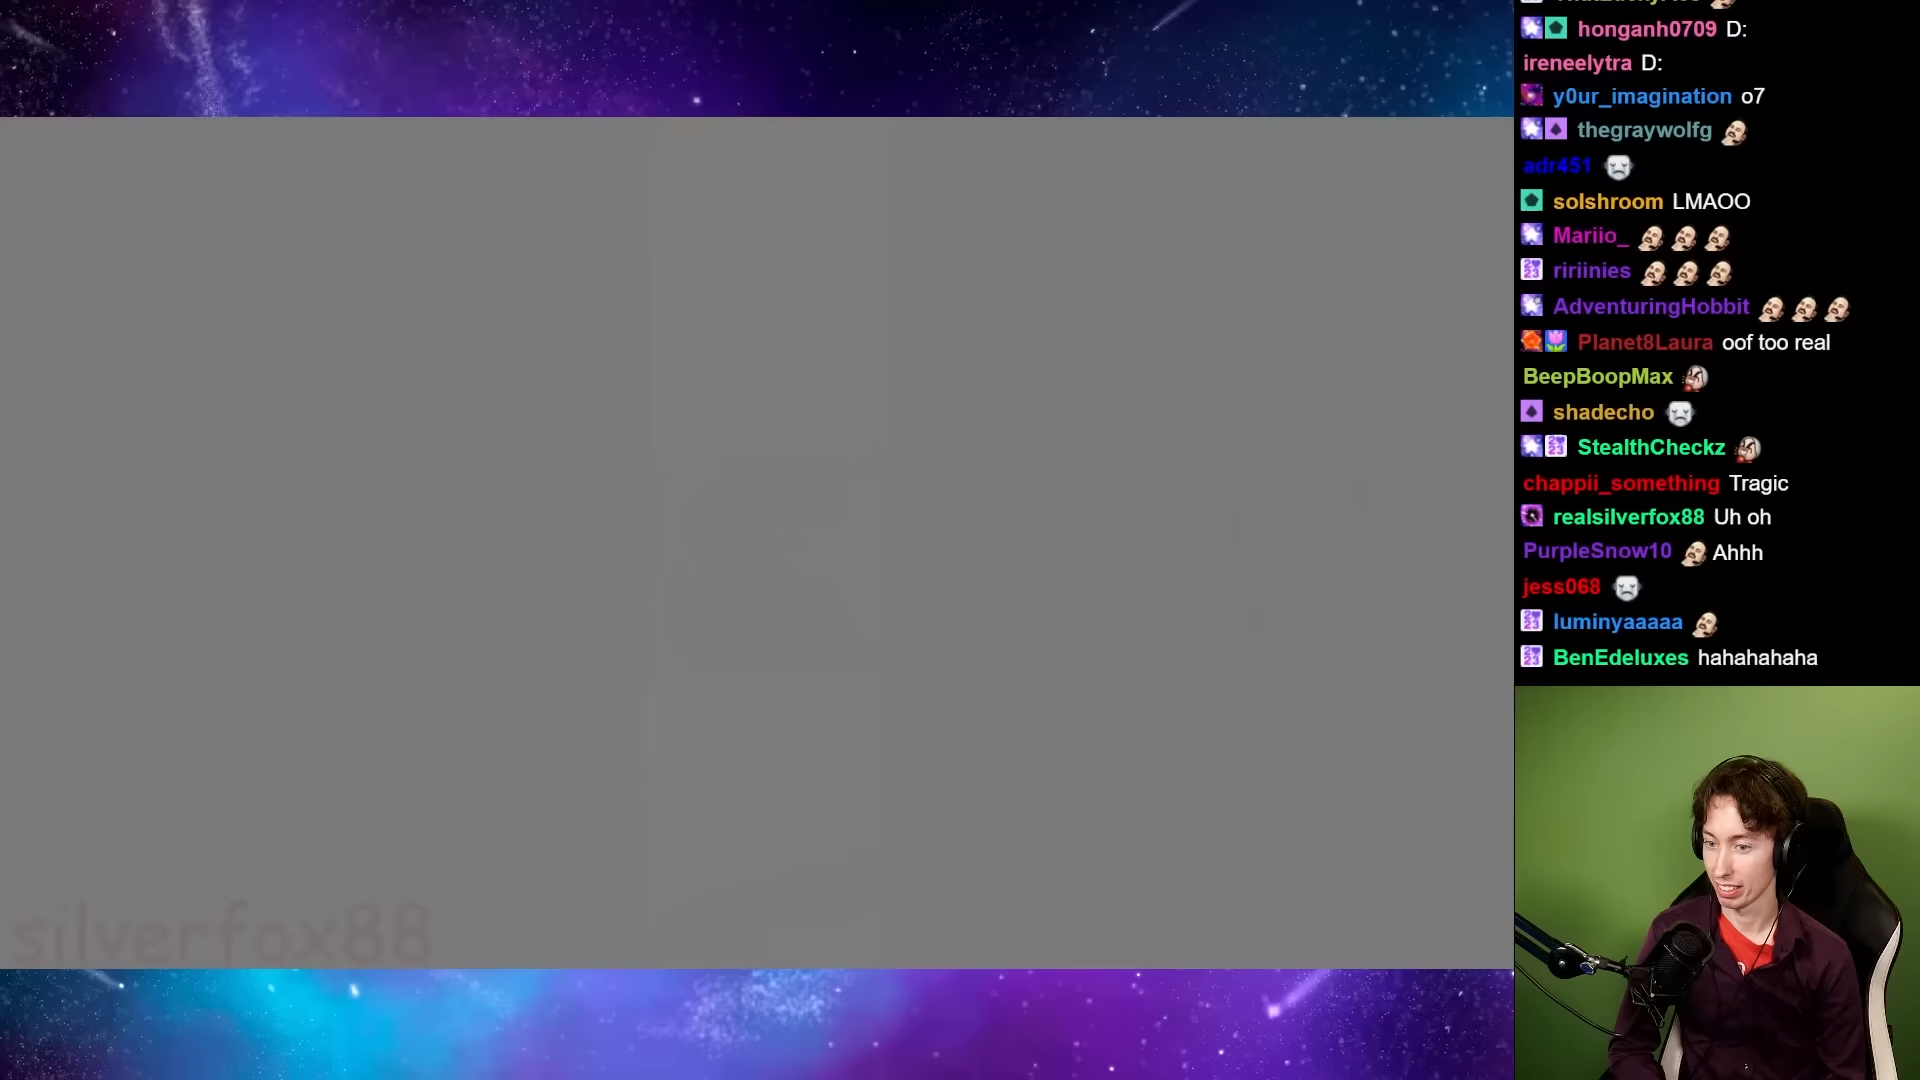 honganh0709 D:
ireneelytra D:
y0ur_imagination o7
thegraywolfg
adr451
solshroom LMAOO
Mariio_
ririinies
AdventuringHobbit
Planet8Laura oof too real
BeepBoopMax
shadecho
StealthCheckz
chappii_something Tragic
realsilverfox88 Uh oh
PurpleSnow10 Ahhh
jess068
luminyaaaaa
BenEdeluxes hahahahaha
silverfox88